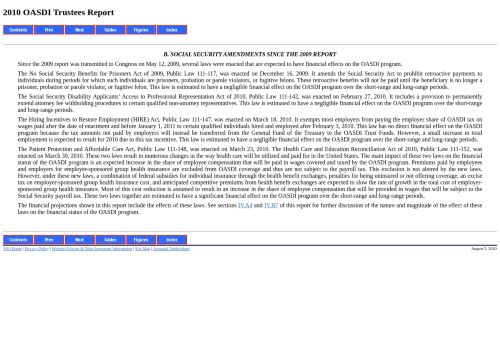 2010 OASDI Trustees Report
Contents Prev Next Tables Figures Index
B. SOCIAL SECURITY AMENDMENTS SINCE THE 2009 REPORT
Since the 2009 report was transmitted to Congress on May 12, 2009, several laws were enacted that are expected to have financial effects on the OASDI program.
The No Social Security Benefits for Prisoners Act of 2009, Public Law 111-117, was enacted on December 16, 2009. It amends the Social Security Act to prohibit retroactive payments to
individuals during periods for which such individuals are prisoners, probation or parole violators, or fugitive felons. These retroactive benefits will not be paid until the beneficiary is no longer a
prisoner, probation or parole violator, or fugitive felon. This law is estimated to have a negligible financial effect on the OASDI program over the short-range and long-range periods.
The Social Security Disability Applicants' Access to Professional Representation Act of 2010, Public Law 111-142, was enacted on February 27, 2010. It includes a provision to permanently
extend attorney fee withholding procedures to certain qualified non-attorney representatives. This law is estimated to have a negligible financial effect on the OASDI program over the short-range
and long-range periods.
The Hiring Incentives to Restore Employment (HIRE) Act, Public Law 111-147, was enacted on March 18, 2010. It exempts most employers from paying the employer share of OASDI tax on
wages paid after the date of enactment and before January 1, 2011 to certain qualified individuals hired and employed after February 3, 2010. This law has no direct financial effect on the OASDI
program because the tax amounts not paid by employers will instead be transferred from the General Fund of the Treasury to the OASDI Trust Funds. However, a small increase in total
employment is expected to result for 2010 due to this tax incentive. This law is estimated to have a negligible financial effect on the OASDI program over the short-range and long-range periods.
The Patient Protection and Affordable Care Act, Public Law 111-148, was enacted on March 23, 2010. The Health Care and Education Reconciliation Act of 2010, Public Law 111-152, was
enacted on March 30, 2010. These two laws result in numerous changes in the way health care will be utilized and paid for in the United States. The main impact of these two laws on the financial
status of the OASDI program is an expected increase in the share of employee compensation that will be paid in wages covered and taxed by the OASDI program. Premiums paid by employees
and employers for employer-sponsored group health insurance are excluded from OASDI coverage and thus are not subject to the payroll tax. This exclusion is not altered by the new laws.
However, under these new laws, a combination of federal subsidies for individual insurance through the health benefit exchanges, penalties for being uninsured or not offering coverage, an excise
tax on employer-sponsored group health insurance cost, and anticipated competitive premiums from health benefit exchanges are expected to slow the rate of growth in the total cost of employer-
sponsored group health insurance. Most of this cost reduction is assumed to result in an increase in the share of employee compensation that will be provided in wages that will be subject to the
Social Security payroll tax. These two laws together are estimated to have a significant financial effect on the OASDI program over the short-range and long-range periods.
The financial projections shown in this report include the effects of these laws. See sections IV.A4 and IV.B7 of this report for further discussion of the nature and magnitude of the effect of these
laws on the financial status of the OASDI program.
Contents Prev Next Tables Figures Index
SSA Home | Privacy Policy | Website Policies & Other Important Information | Site Map | Actuarial Publications August 5, 2010